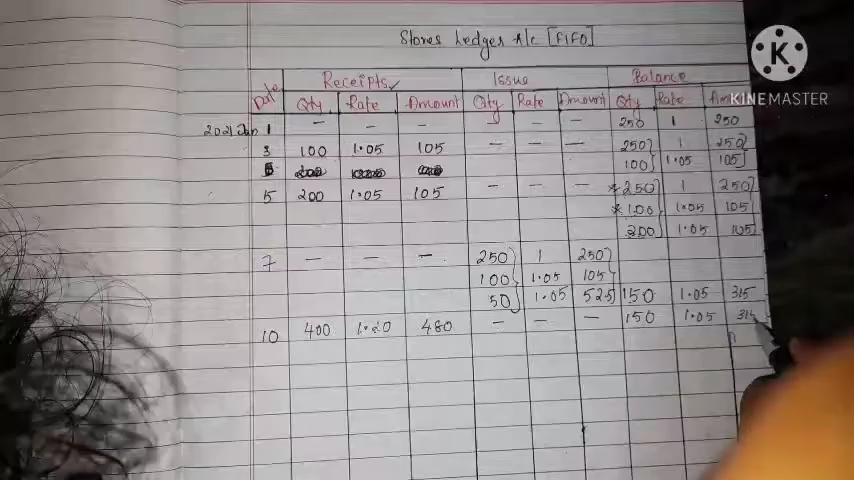 Stores Ledger A/c [FIFO]
KINEMASTER
Date Receipts Issue Balance
Qty Rate Amount Qty Rate Amount Qty Rate Am
2021 Jan 1 - - - - - 250 1 250
3 100 1.05 105 - - - 250 1 250
100 1.05 105
5 200 1.05 105 - - - *250 1 250
*100 1.05 105
200 1.05 105
7 - - - 250 1 250
100 1.05 105
50 1.05 525 150 1.05 315
10 400 1.20 480 - - - 150 1.05 315